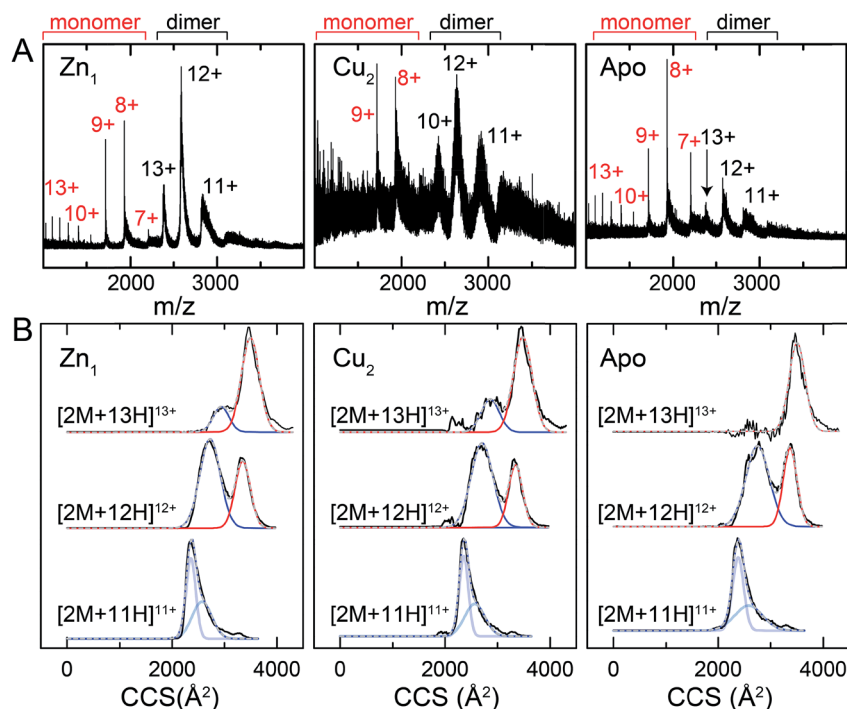 monomer dimer monomer dimer monomer dimer
A
Zn1 12+ 8+ 9+ 13+ 11+ 13+ 10+ 7+
Cu2 12+ 8+ 9+ 10+ 11+
Apo 8+ 9+ 7+ 13+ 12+ 11+ 13+ 10+
2000 3000 2000 3000 2000 3000
m/z m/z m/z
B
Zn1 Cu2 Apo
[2M+13H]13+ [2M+13H]13+ [2M+13H]13+
[2M+12H]12+ [2M+12H]12+ [2M+12H]12+
[2M+11H]11+ [2M+11H]11+ [2M+11H]11+
0 2000 4000 0 2000 4000 0 2000 4000
CCS(Å2) CCS (Å2) CCS (Å2)